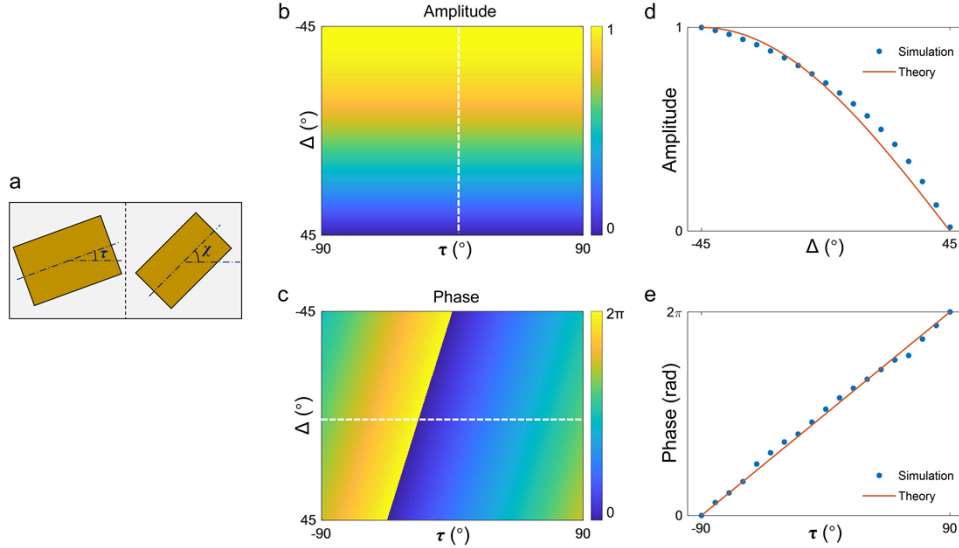 a
τ
χ
b
Amplitude
-45
Δ (°)
45
-90
τ (°)
90
1
0
c
Phase
-45
Δ (°)
45
-90
τ (°)
90
2π
0
d
1
Amplitude
0
-45
Δ (°)
45
Simulation
Theory
e
2π
Phase (rad)
0
-90
τ (°)
90
Simulation
Theory